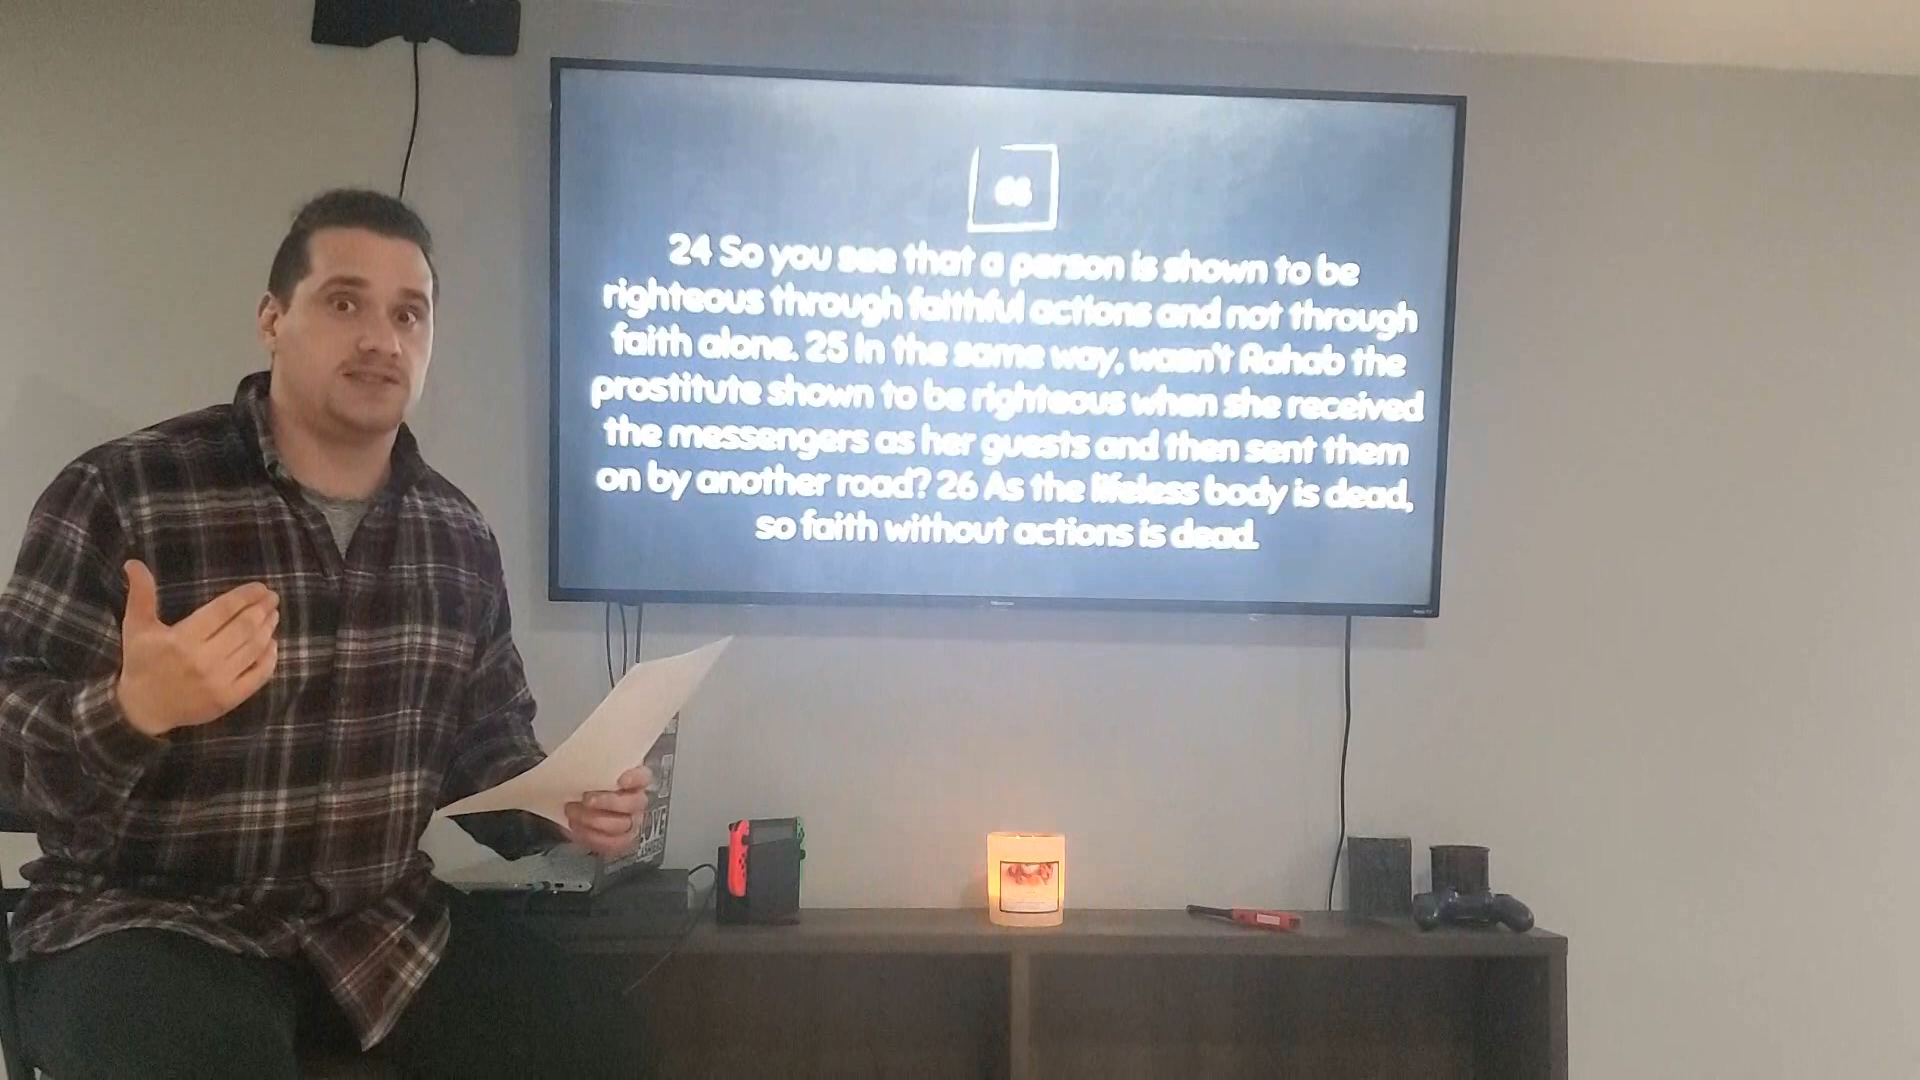 24 So you see that a person is shown to be
righteous through faithful actions and not through
faith alone. 25 In the same way, wasn't Rahab the
prostitute shown to be righteous when she received
the messengers as her guests and then sent them
on by another road? 26 As the lifeless body is dead,
so faith without actions is dead.
LOVE